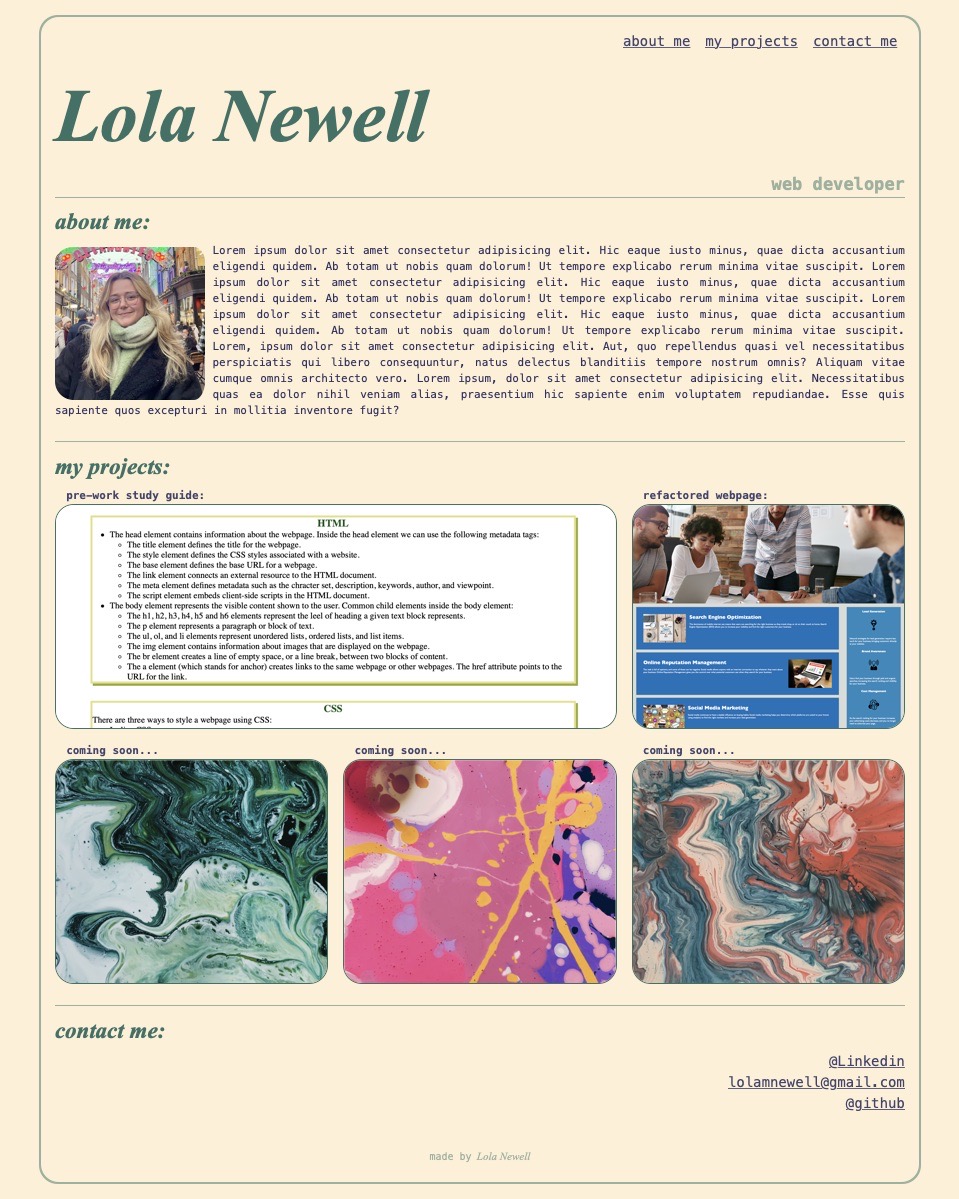 about me my projects contact me
Lola Newell
web developer
about me:
Lorem ipsum dolor sit amet consectetur adipisicing elit. Hic eaque iusto minus, quae dicta accusantium
eligendi quidem. Ab totam ut nobis quam dolorum! Ut tempore explicabo rerum minima vitae suscipit. Lorem
ipsum dolor sit amet consectetur adipisicing elit. Hic eaque iusto minus, quae dicta accusantium
eligendi quidem. Ab totam ut nobis quam dolorum! Ut tempore explicabo rerum minima vitae suscipit. Lorem
ipsum dolor sit amet consectetur adipisicing elit. Hic eaque iusto minus, quae dicta accusantium
eligendi quidem. Ab totam ut nobis quam dolorum! Ut tempore explicabo rerum minima vitae suscipit.
Lorem, ipsum dolor sit amet consectetur adipisicing elit. Aut, quo repellendus quasi vel necessitatibus
perspiciatis qui libero consequuntur, natus delectus blanditiis tempore nostrum omnis? Aliquam vitae
cumque omnis architecto vero. Lorem ipsum, dolor sit amet consectetur adipisicing elit. Necessitatibus
quas ea dolor nihil veniam alias, praesentium hic sapiente enim voluptatem repudiandae. Esse quis
sapiente quos excepturi in mollitia inventore fugit?
my projects:
pre-work study guide:
HTML
The head element contains information about the webpage. Inside the head element we can use the following metadata tags:
The title element defines the title for the webpage.
The style element defines the CSS styles associated with a website.
The base element defines the base URL for a webpage.
The link element connects an external resource to the HTML document.
The meta element defines metadata such as the chracter set, description, keywords, author, and viewport.
The script element embeds client-side scripts in the HTML document.
The body element represents the visible content shown to the user. Common child elements inside the body element:
The h1, h2, h3, h4, h5 and h6 elements represent the leel of heading a given text block represents.
The p element represents a paragraph or block of text.
The ul, ol, and li elements represent unordered lists, ordered lists, and list items.
The img element contains information about images that are displayed on the webpage.
The br element creates a line of empty space, or a line break, between two blocks of content.
The a element (which stands for anchor) creates links to the same webpage or other webpages. The href attribute points to the
URL for the link.
CSS
There are three ways to style a webpage using CSS:
refactored webpage:
Search Engine Optimization
Online Reputation Management
Social Media Marketing
Lead Generation
Brand Awareness
Cost Management
coming soon...
coming soon...
coming soon...
contact me:
@Linkedin
lolamnewell@gmail.com
@github
made by Lola Newell